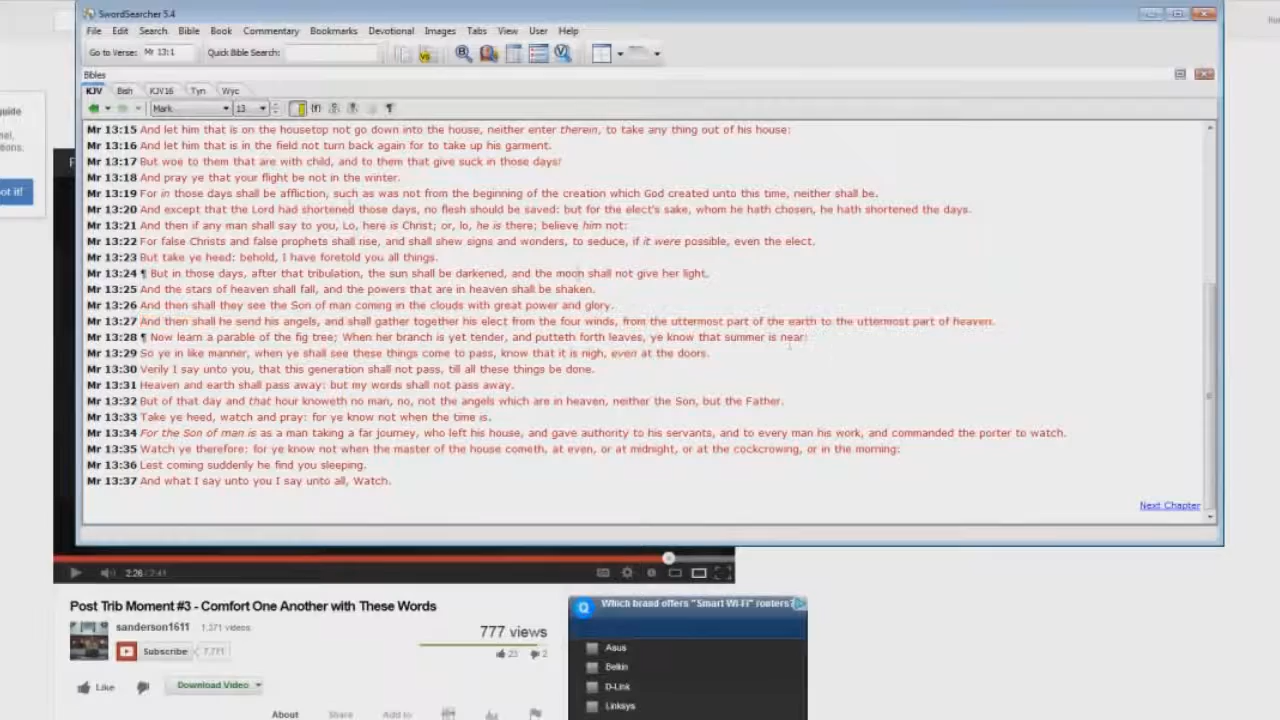 SwordSearcher 5.4
File Edit Search Bible Book Commentary Bookmarks Devotional Images Tabs View User Help
Go to Verse: Mr 13:1 Quick Bible Search:
Bibles
KJV Bish KJV16 Tyn Wyc
Mark 13
Mr 13:15 And let him that is on the housetop not go down into the house, neither enter therein, to take any thing out of his house:
Mr 13:16 And let him that is in the field not turn back again for to take up his garment.
Mr 13:17 But woe to them that are with child, and to them that give suck in those days!
Mr 13:18 And pray ye that your flight be not in the winter.
Mr 13:19 For in those days shall be affliction, such as was not from the beginning of the creation which God created unto this time, neither shall be.
Mr 13:20 And except that the Lord had shortened those days, no flesh should be saved: but for the elect's sake, whom he hath chosen, he hath shortened the days.
Mr 13:21 And then if any man shall say to you, Lo, here is Christ; or, lo, he is there; believe him not:
Mr 13:22 For false Christs and false prophets shall rise, and shall shew signs and wonders, to seduce, if it were possible, even the elect.
Mr 13:23 But take ye heed: behold, I have foretold you all things.
Mr 13:24 ¶ But in those days, after that tribulation, the sun shall be darkened, and the moon shall not give her light,
Mr 13:25 And the stars of heaven shall fall, and the powers that are in heaven shall be shaken.
Mr 13:26 And then shall they see the Son of man coming in the clouds with great power and glory.
Mr 13:27 And then shall he send his angels, and shall gather together his elect from the four winds, from the uttermost part of the earth to the uttermost part of heaven.
Mr 13:28 ¶ Now learn a parable of the fig tree; When her branch is yet tender, and putteth forth leaves, ye know that summer is near:
Mr 13:29 So ye in like manner, when ye shall see these things come to pass, know that it is nigh, even at the doors.
Mr 13:30 Verily I say unto you, that this generation shall not pass, till all these things be done.
Mr 13:31 Heaven and earth shall pass away: but my words shall not pass away.
Mr 13:32 But of that day and that hour knoweth no man, no, not the angels which are in heaven, neither the Son, but the Father.
Mr 13:33 Take ye heed, watch and pray: for ye know not when the time is.
Mr 13:34 For the Son of man is as a man taking a far journey, who left his house, and gave authority to his servants, and to every man his work, and commanded the porter to watch.
Mr 13:35 Watch ye therefore: for ye know not when the master of the house cometh, at even, or at midnight, or at the cockcrowing, or in the morning:
Mr 13:36 Lest coming suddenly he find you sleeping.
Mr 13:37 And what I say unto you I say unto all, Watch.
Next Chapter
2:26 / 2:41
Post Trib Moment #3 - Comfort One Another with These Words
sanderson1611 1,371 videos
Subscribe 7,771
777 views
23 2
Like
Download Video
About Share Add to
Which brand offers "Smart Wi-Fi" routers?
Asus
Belkin
D-Link
Linksys